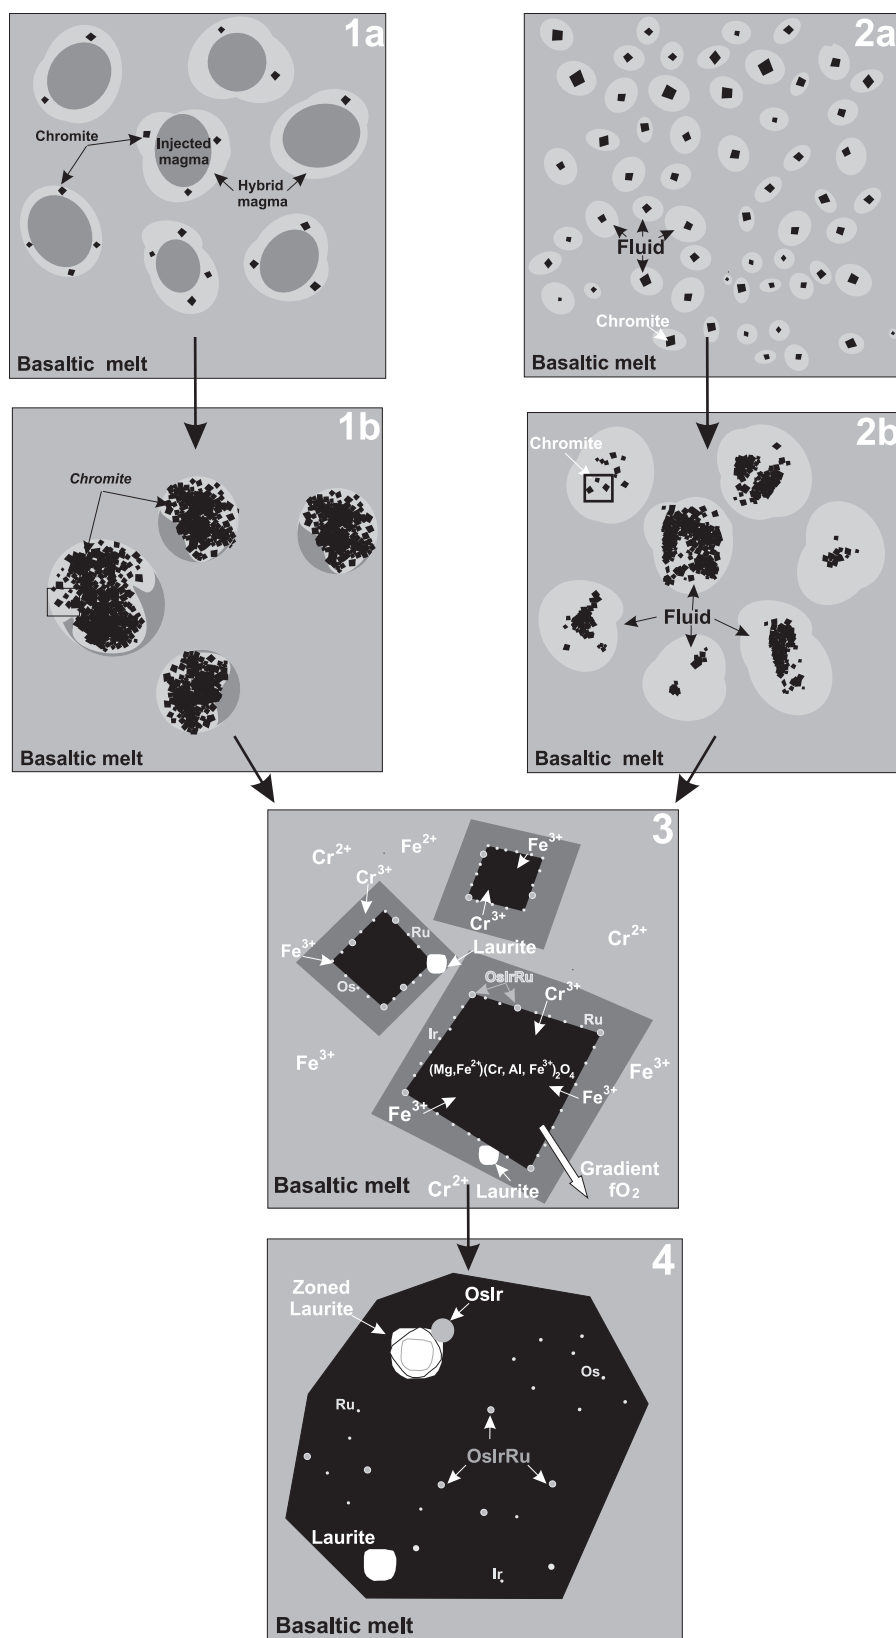 1a
Chromite
Injected
magma
Hybrid
magma
Basaltic melt
2a
Fluid
Chromite
Basaltic melt
1b
Chromite
Basaltic melt
2b
Chromite
Fluid
Basaltic melt
3
Cr²⁺
Fe²⁺
Fe³⁺
Cr³⁺
Cr³⁺
Ru
Cr²⁺
Fe³⁺
Laurite
Os
OsIrRu
Cr³⁺
Ir
Ru
Fe³⁺
(Mg,Fe²⁺)(Cr, Al, Fe³⁺)₂O₄
Fe³⁺
Fe³⁺
Fe³⁺
Gradient
fO₂
Basaltic melt
Cr²⁺
Laurite
4
Zoned
Laurite
OsIr
Os
Ru
OsIrRu
Laurite
Ir
Basaltic melt